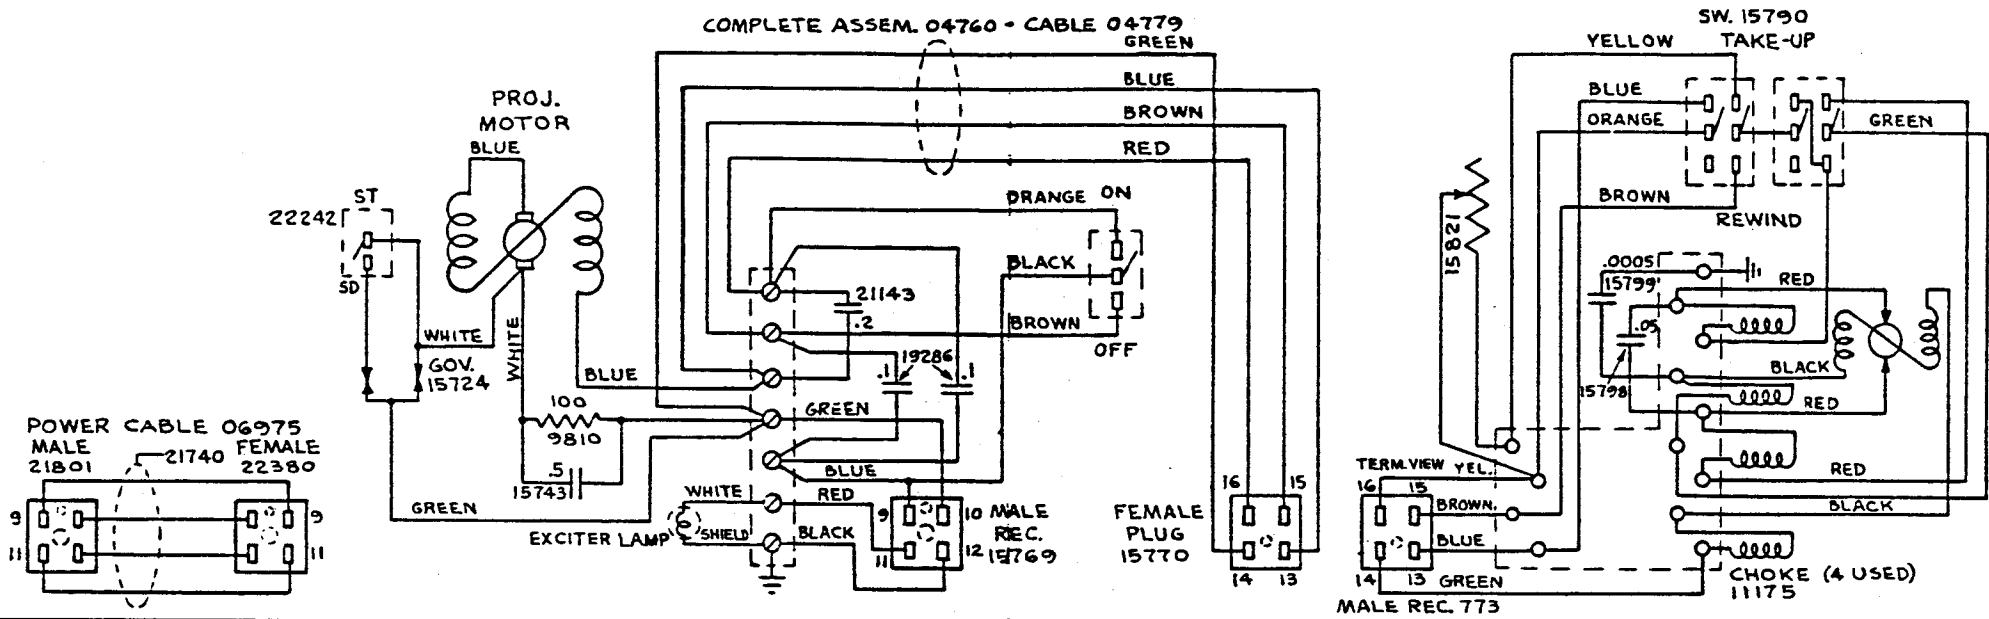 COMPLETE ASSEM. 04760 - CABLE 04779
GREEN
BLUE
BROWN
RED
PROJ.
MOTOR
BLUE
ST
22242
SD
WHITE
GOV.
15724
WHITE
BLUE
100
9810
.5
15743
GREEN
POWER CABLE 06975
MALE
21801
21740
FEMALE
22380
9
11
9
11
ORANGE
ON
BLACK
BROWN
OFF
21143
.2
19286
.1
.1
GREEN
BLUE
WHITE
RED
EXCITER LAMP
SHIELD
BLACK
9
10
11
12
MALE
REC.
15769
FEMALE
PLUG
15770
16
15
14
13
SW. 15790
TAKE-UP
YELLOW
BLUE
ORANGE
GREEN
BROWN
REWIND
15821
.0005
15799
RED
.05
15798
BLACK
RED
TERM. VIEW
YEL.
16
15
BROWN.
BLUE
14
13
GREEN
MALE REC. 773
RED
BLACK
CHOKE (4 USED)
11175